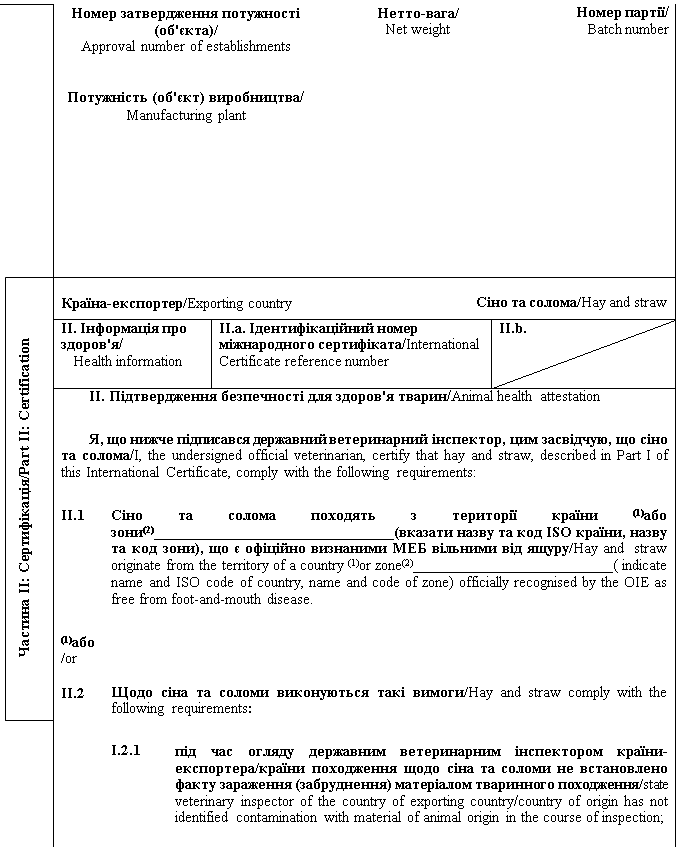 Номер затвердження потужності
(об'єкта)/
Approval number of establishments
Нетто-вага/
Net weight
Номер партії/
Batch number
Потужність (об'єкт) виробництва/
Manufacturing plant
Частина II: Сертифікація/Part II: Certification
Країна-експортер/Exporting country
Сіно та солома/Hay and straw
II. Інформація про
здоров'я/
Health information
II.a. Ідентифікаційний номер
міжнародного сертифіката/International
Certificate reference number
II.b.
II. Підтвердження безпечності для здоров'я тварин/Animal health attestation
Я, що нижче підписався державний ветеринарний інспектор, цим засвідчую, що сіно
та солома/I, the undersigned official veterinarian, certify that hay and straw, described in Part I of
this International Certificate, comply with the following requirements:
II.1 Сіно та солома походять з території країни (1)або
зони(2)__________________________________(вказати назву та код ISO країни, назву
та код зони), що є офіційно визнаними МЕБ вільними від ящуру/Hay and straw
originate from the territory of a country (1)or zone(2)____________________________( indicate
name and ISO code of country, name and code of zone) officially recognised by the OIE as
free from foot-and-mouth disease.
(1)або
/or
II.2 Щодо сіна та соломи виконуються такі вимоги/Hay and straw comply with the
following requirements:
I.2.1 під час огляду державним ветеринарним інспектором країни-
експортера/країни походження щодо сіна та соломи не встановлено
факту зараження (забруднення) матеріалом тваринного походження/state
veterinary inspector of the country of exporting country/country of origin has not
identified contamination with material of animal origin in the course of inspection;